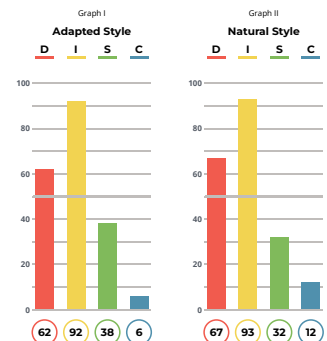 Graph I
Adapted Style
D I S C
100
80
60
40
20
0
62 92 38 6
Graph II
Natural Style
D I S C
100
80
60
40
20
0
67 93 32 12